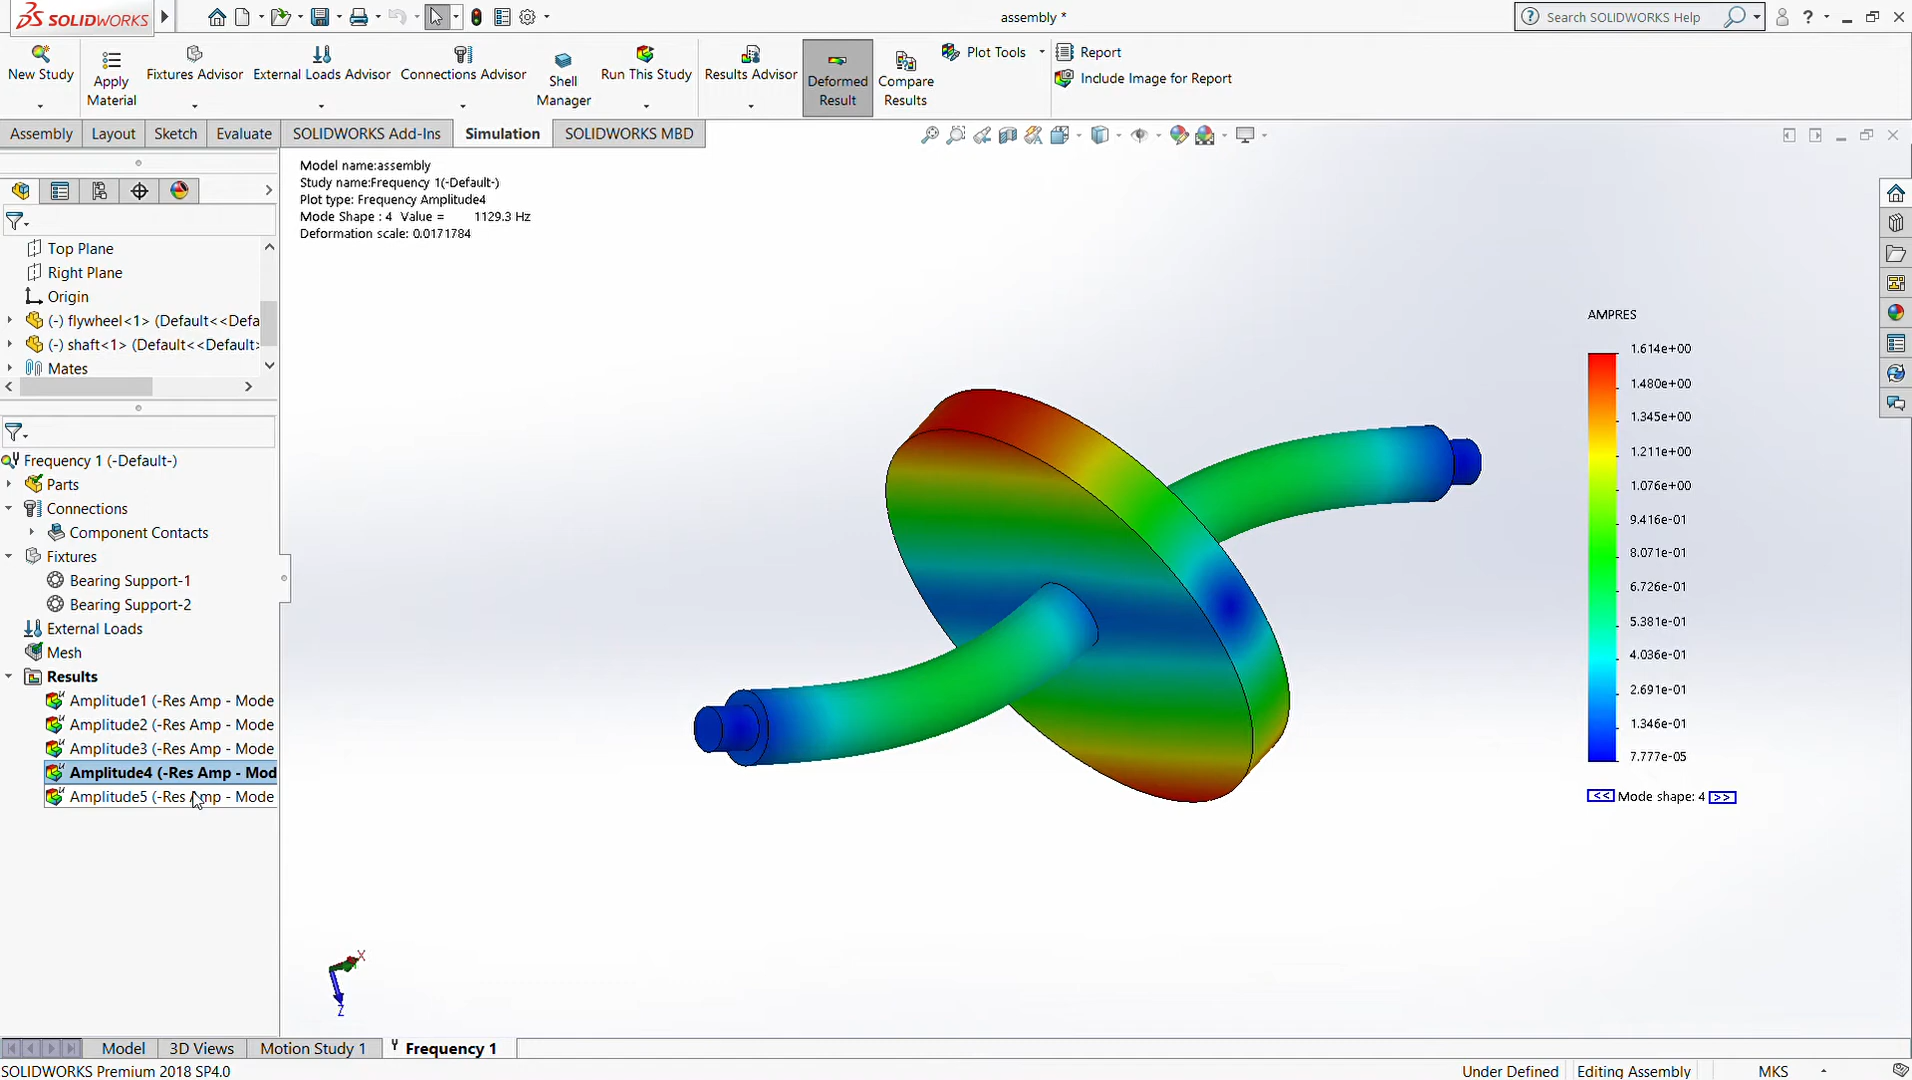 SOLIDWORKS
assembly *
Search SOLIDWORKS Help
New Study
Apply Material
Fixtures Advisor
External Loads Advisor
Connections Advisor
Shell Manager
Run This Study
Results Advisor
Deformed Result
Compare Results
Plot Tools
Report
Include Image for Report
Assembly
Layout
Sketch
Evaluate
SOLIDWORKS Add-Ins
Simulation
SOLIDWORKS MBD
Model name:assembly
Study name:Frequency 1(-Default-)
Plot type: Frequency Amplitude4
Mode Shape : 4 Value = 1129.3 Hz
Deformation scale: 0.0171784
Top Plane
Right Plane
Origin
(-) flywheel<1> (Default<<Defa
(-) shaft<1> (Default<<Default>
Mates
Frequency 1 (-Default-)
Parts
Connections
Component Contacts
Fixtures
Bearing Support-1
Bearing Support-2
External Loads
Mesh
Results
Amplitude1 (-Res Amp - Mode
Amplitude2 (-Res Amp - Mode
Amplitude3 (-Res Amp - Mode
Amplitude4 (-Res Amp - Mod
Amplitude5 (-Res Amp - Mode
AMPRES
1.614e+00
1.480e+00
1.345e+00
1.211e+00
1.076e+00
9.416e-01
8.071e-01
6.726e-01
5.381e-01
4.036e-01
2.691e-01
1.346e-01
7.777e-05
<< Mode shape: 4 >>
X
Z
Model
3D Views
Motion Study 1
Frequency 1
SOLIDWORKS Premium 2018 SP4.0
Under Defined
Editing Assembly
MKS